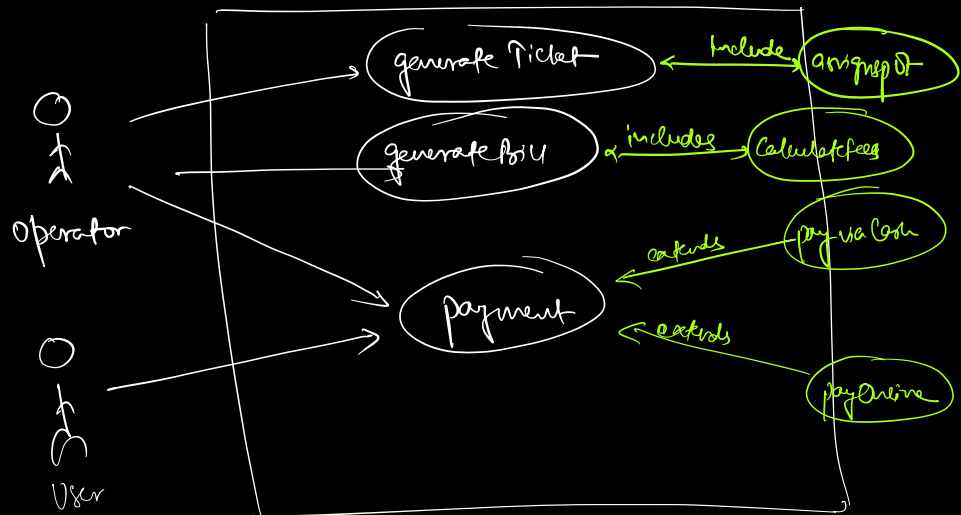 generate Ticket
Include
assignspot
generateBill
includes
Calculatefees
operator
pay via Cash
extends
payment
extends
payOnline
User